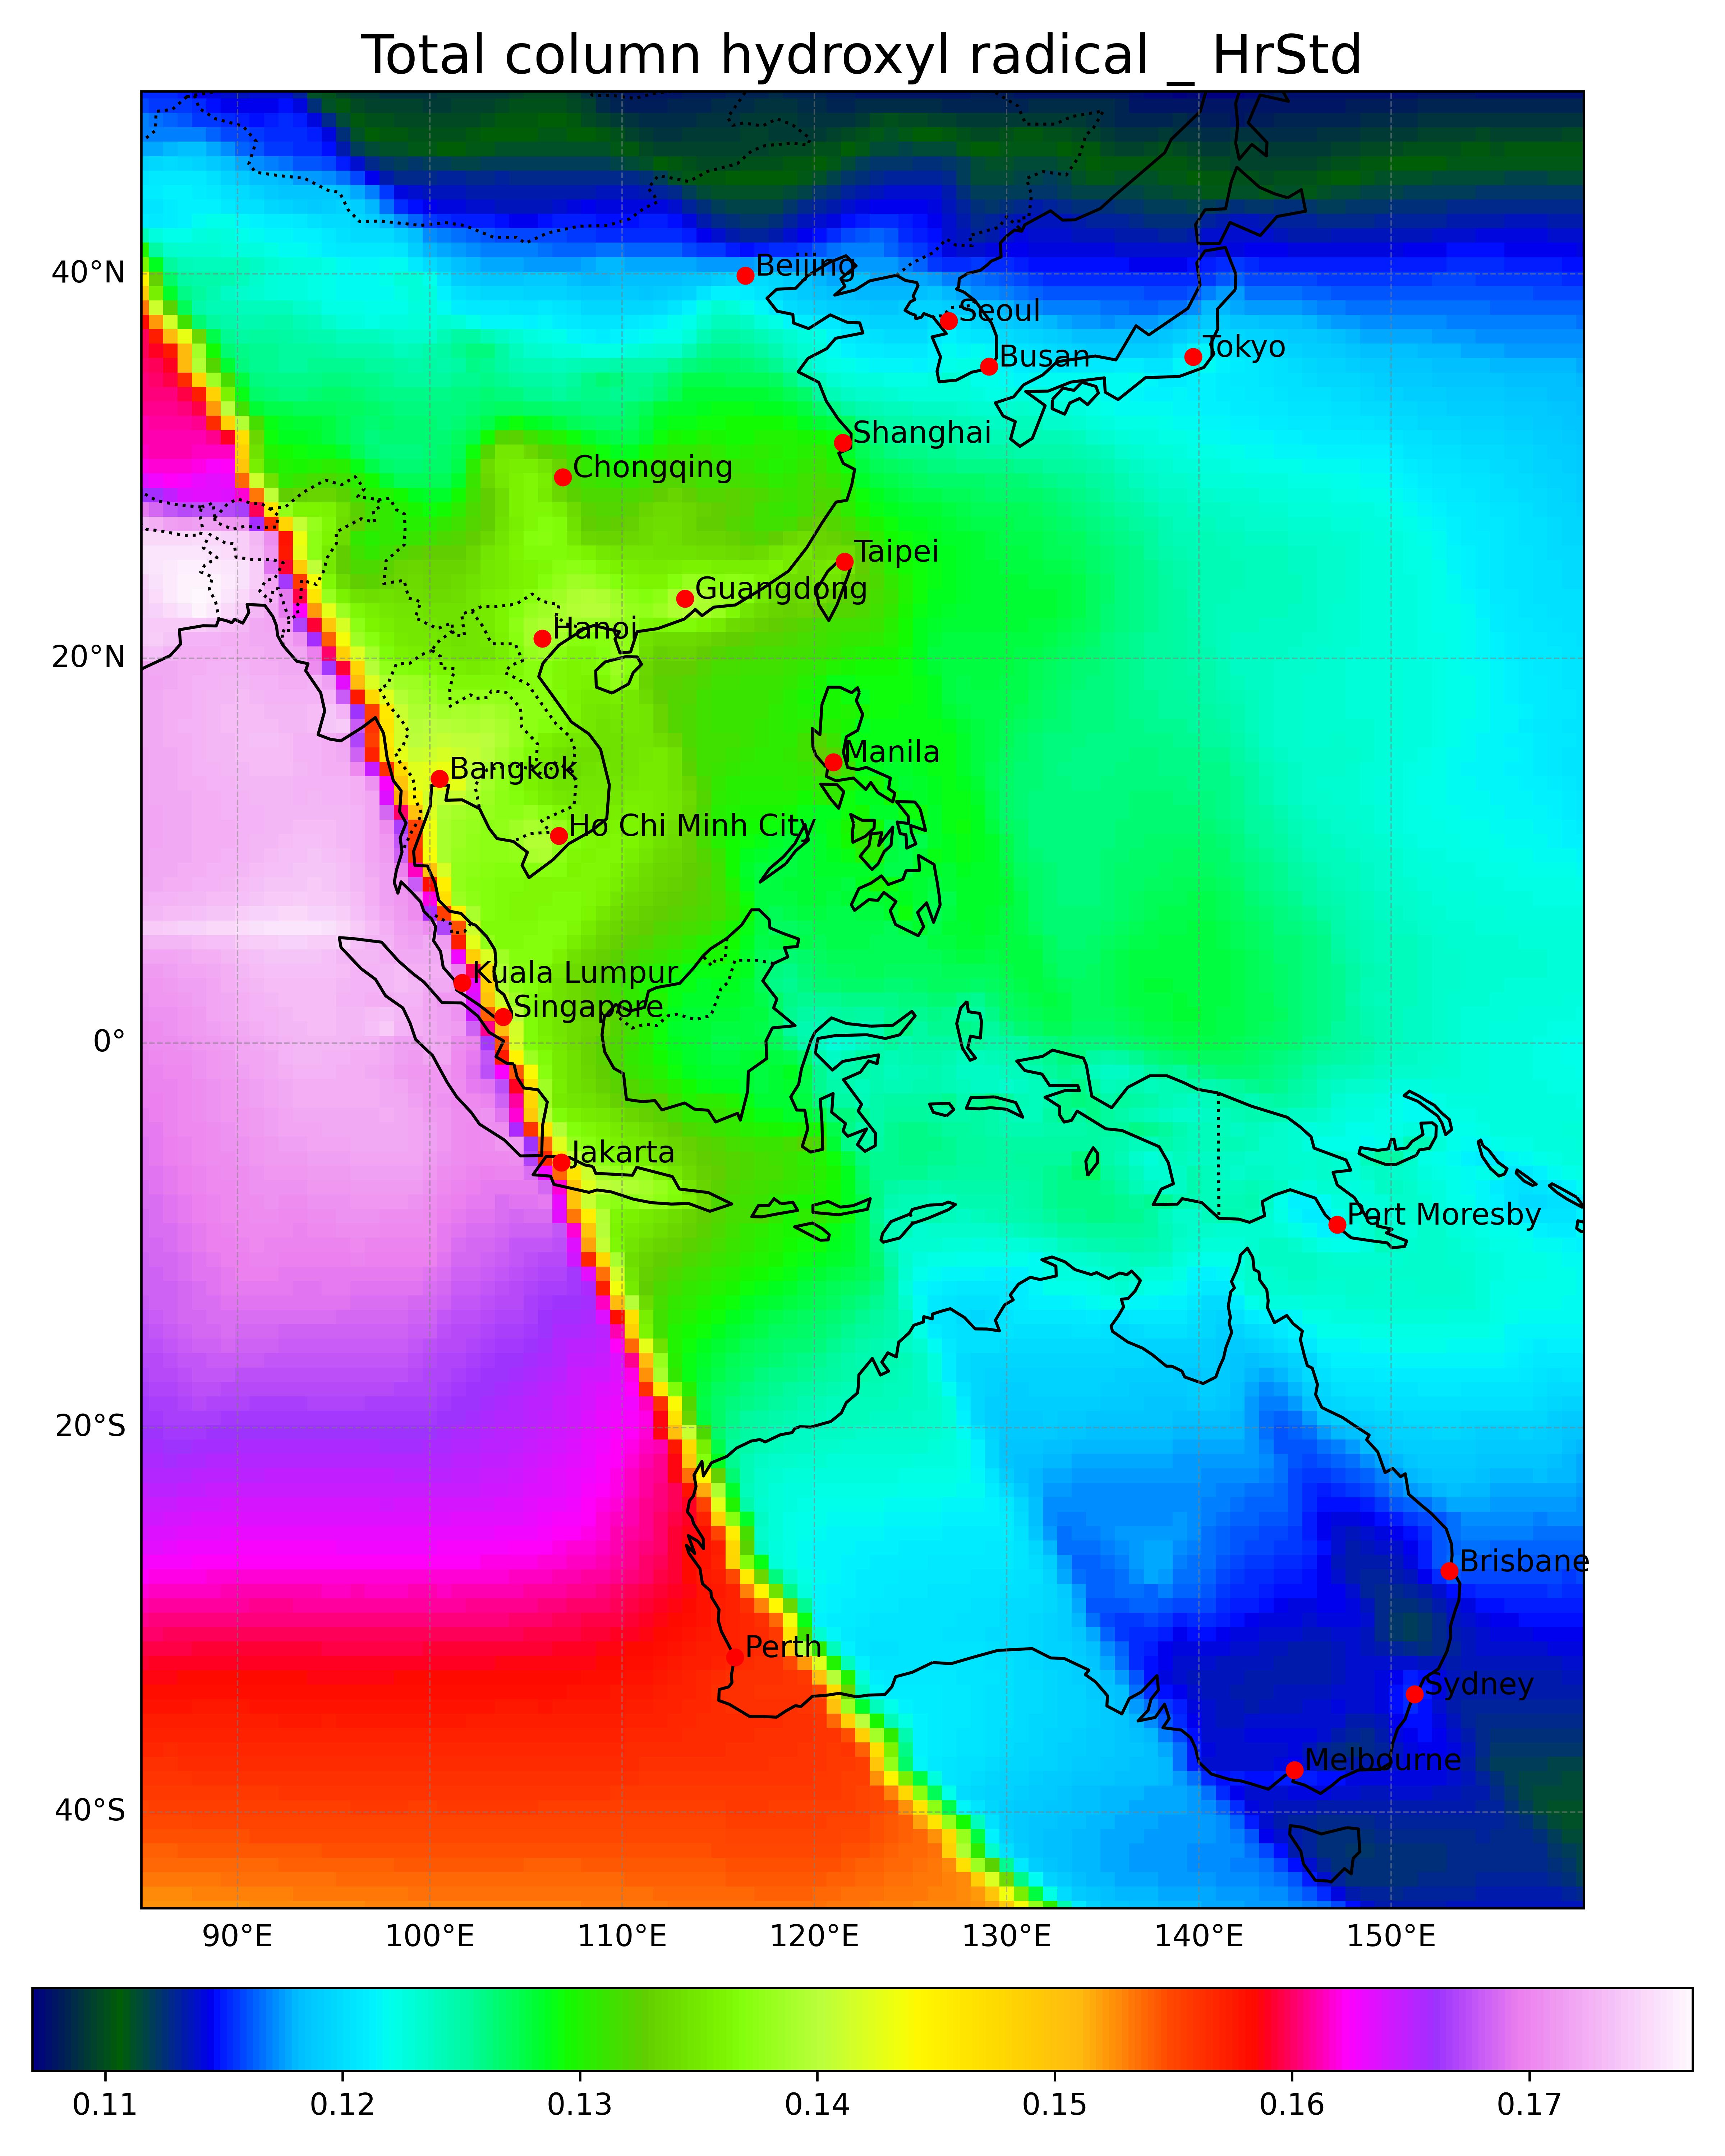 Total column hydroxyl radical _ HrStd
40°N
20°N
0°
20°S
40°S
Beijing
Seoul
Busan
Tokyo
Shanghai
Chongqing
Taipei
Guangdong
Hanoi
Manila
Bangkok
Ho Chi Minh City
Kuala Lumpur
Singapore
Jakarta
Port Moresby
Brisbane
Perth
Sydney
Melbourne
90°E 100°E 110°E 120°E 130°E 140°E 150°E
0.11 0.12 0.13 0.14 0.15 0.16 0.17